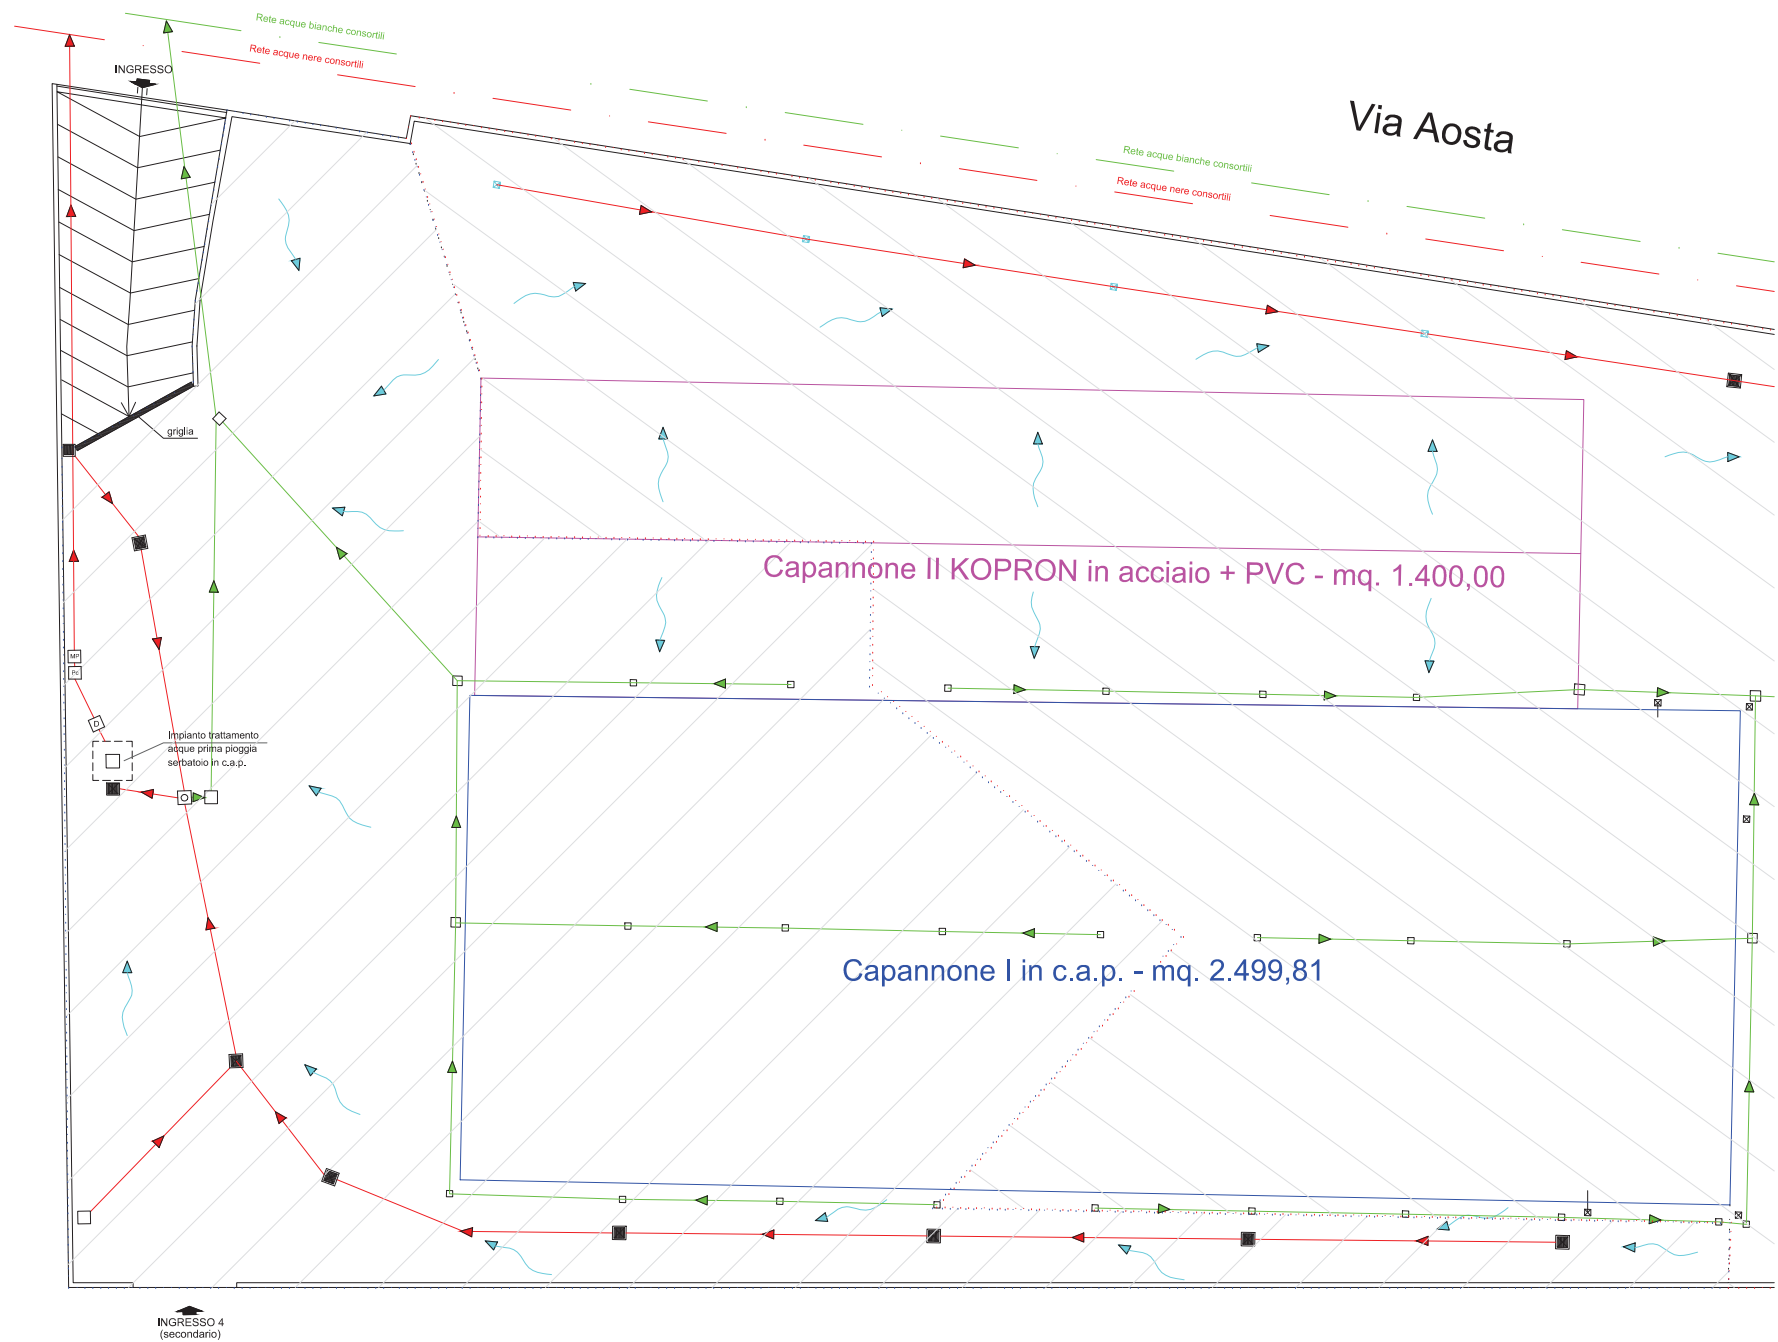 Rete acque bianche consortili
Rete acque nere consortili
INGRESSO
Via Aosta
Rete acque bianche consortili
Rete acque nere consortili
griglia
Capannone II KOPRON in acciaio + PVC - mq. 1.400,00
MP
Pc
D
Impianto trattamento
acque prima pioggia
serbatoio in c.a.p.
Capannone I in c.a.p. - mq. 2.499,81
INGRESSO 4
(secondario)